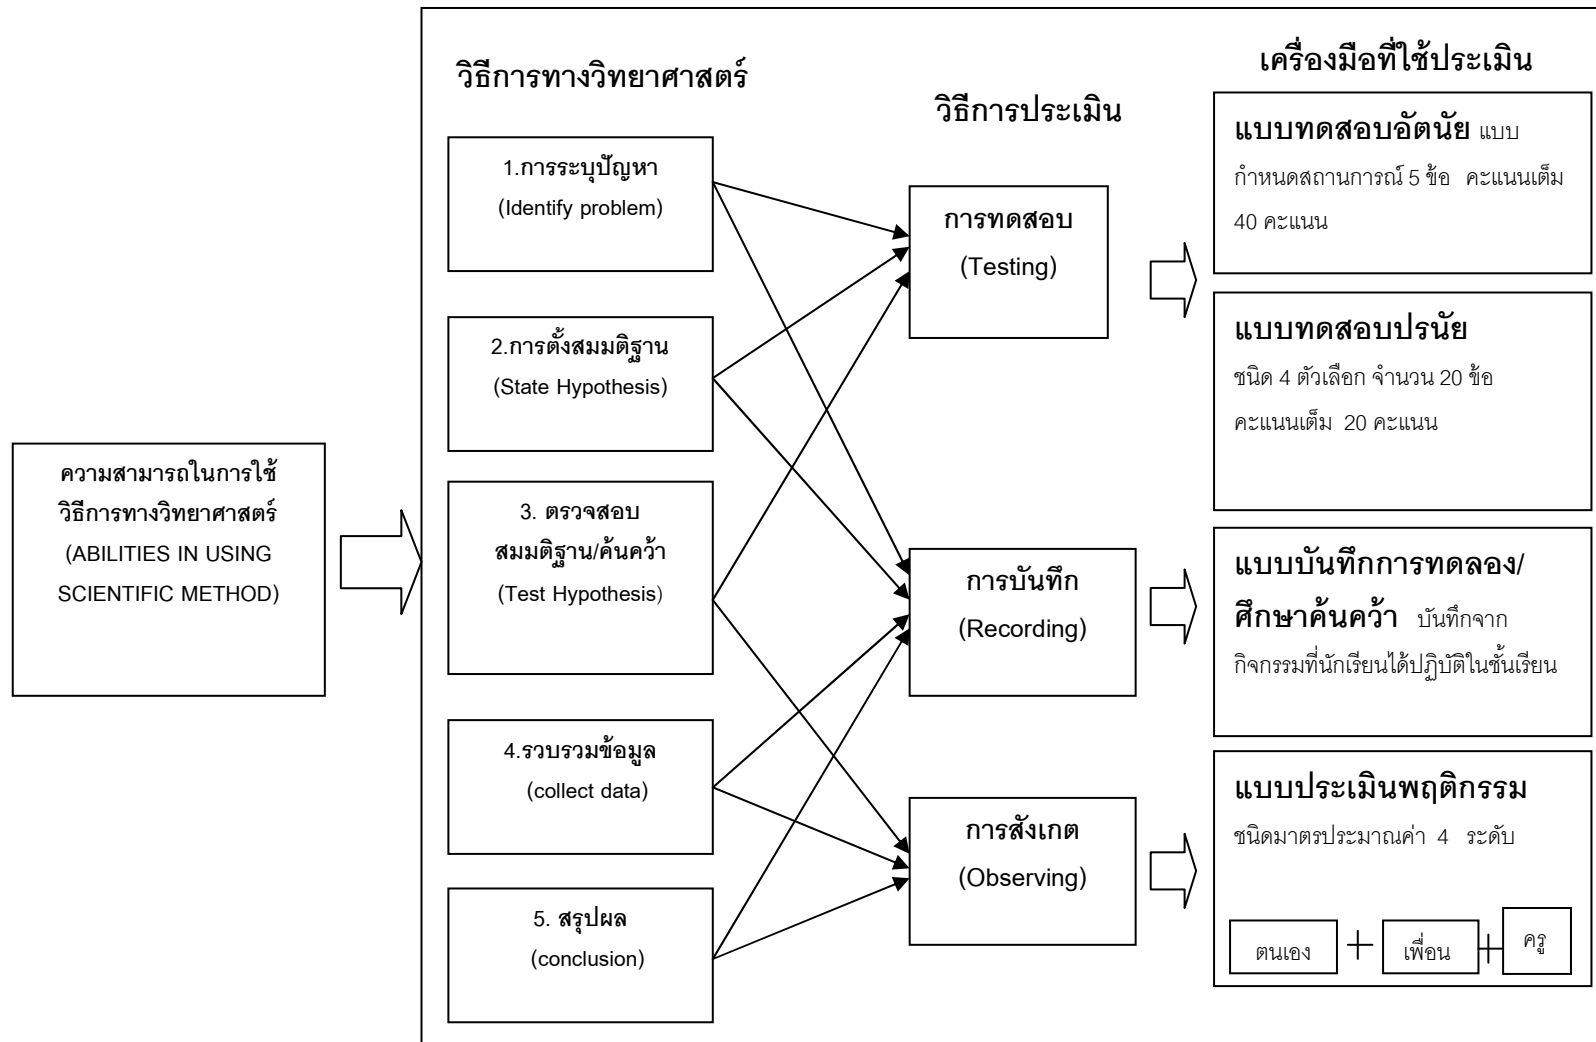 ความสามารถในการใช้
วิธีการทางวิทยาศาสตร์
(ABILITIES IN USING
SCIENTIFIC METHOD)
วิธีการทางวิทยาศาสตร์
1.การระบุปัญหา
(Identify problem)
2.การตั้งสมมติฐาน
(State Hypothesis)
3. ตรวจสอบ
สมมติฐาน/ค้นคว้า
(Test Hypothesis)
4.รวบรวมข้อมูล
(collect data)
5. สรุปผล
(conclusion)
วิธีการประเมิน
การทดสอบ
(Testing)
การบันทึก
(Recording)
การสังเกต
(Observing)
เครื่องมือที่ใช้ประเมิน
แบบทดสอบอัตนัย แบบ
กำหนดสถานการณ์ 5 ข้อ คะแนนเต็ม
40 คะแนน
แบบทดสอบปรนัย
ชนิด 4 ตัวเลือก จำนวน 20 ข้อ
คะแนนเต็ม 20 คะแนน
แบบบันทึกการทดลอง/
ศึกษาค้นคว้า บันทึกจาก
กิจกรรมที่นักเรียนได้ปฏิบัติในชั้นเรียน
แบบประเมินพฤติกรรม
ชนิดมาตรประมาณค่า 4 ระดับ
ตนเอง + เพื่อน + ครู